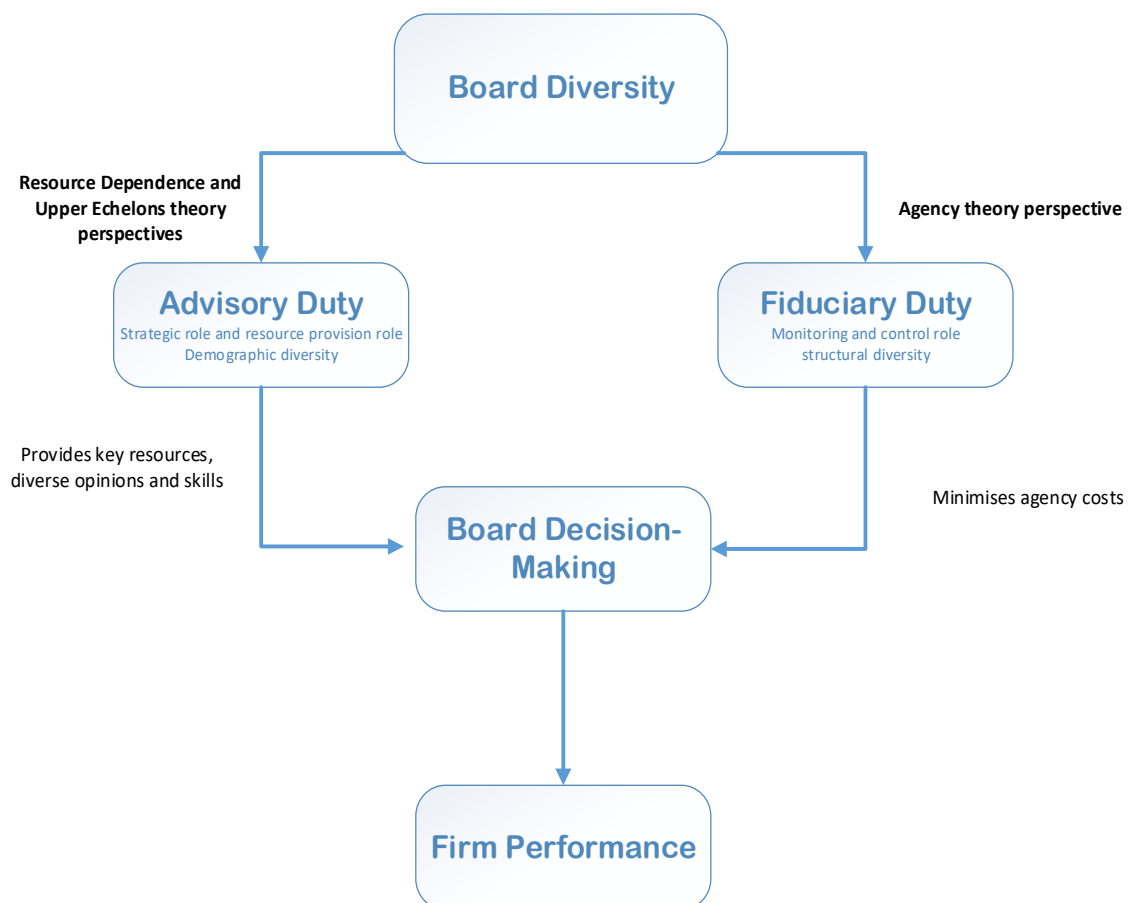 Board Diversity
Resource Dependence and
Upper Echelons theory
perspectives
Agency theory perspective
Advisory Duty
Strategic role and resource provision role
Demographic diversity
Fiduciary Duty
Monitoring and control role
structural diversity
Provides key resources,
diverse opinions and skills
Minimises agency costs
Board Decision-
Making
Firm Performance